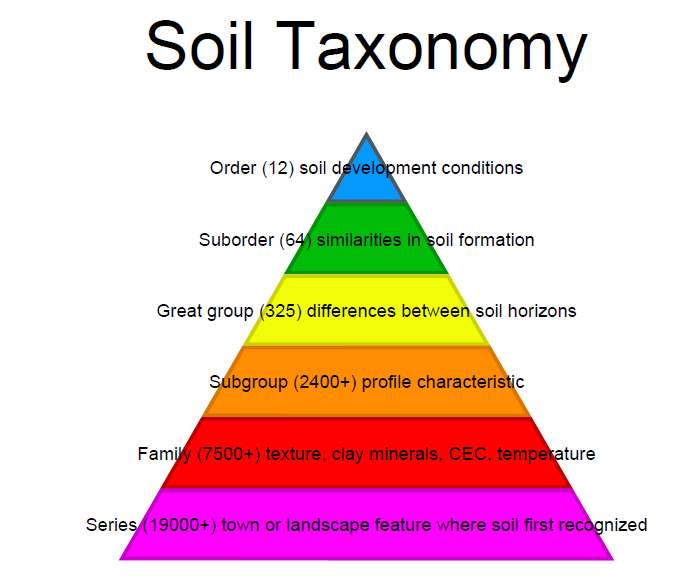 Soil Taxonomy
Order (12) soil development conditions
Suborder (64) similarities in soil formation
Great group (325) differences between soil horizons
Subgroup (2400+) profile characteristic
Family (7500+) texture, clay minerals, CEC, temperature
Series (19000+) town or landscape feature where soil first recognized